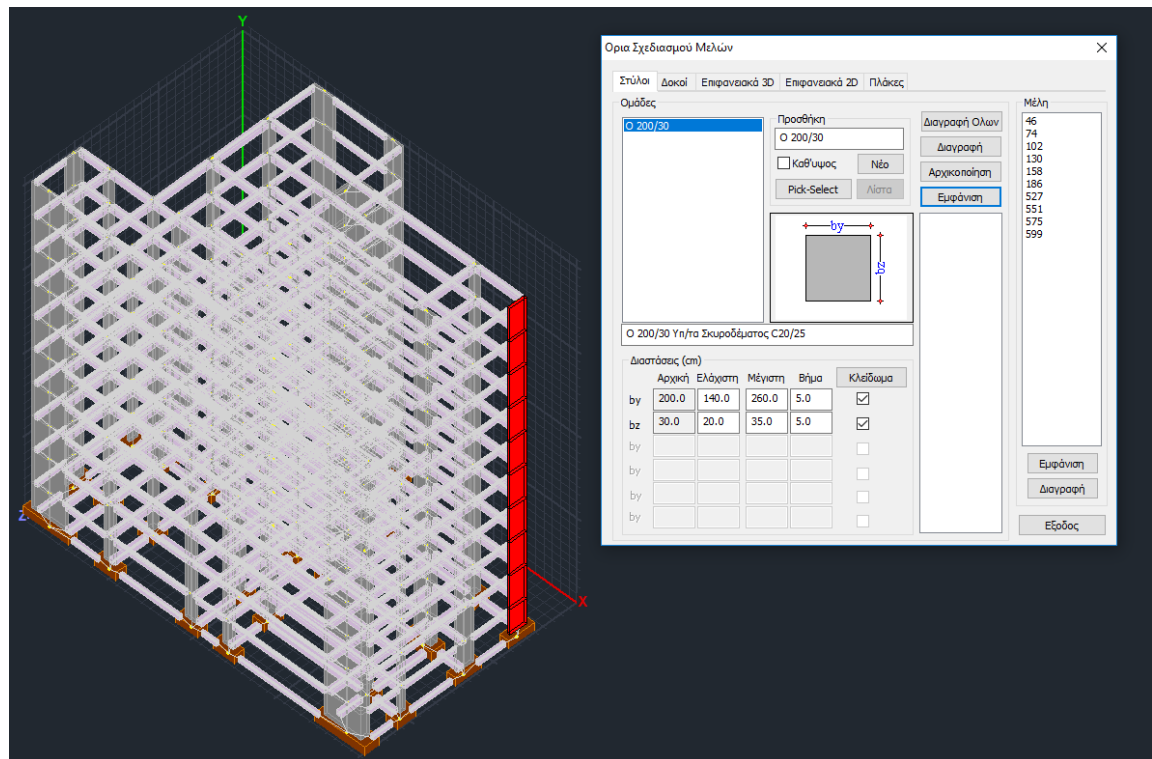 Y
Z
X
Ορια Σχεδιασμού Μελών
Στύλοι Δοκοί Επιφανειακά 3D Επιφανειακά 2D Πλάκες
Ομάδες
O 200/30
Προσθήκη
O 200/30
Καθ'υψος Νέο
Pick-Select Λίστα
Διαγραφή Ολων
Διαγραφή
Αρχικοποίηση
Εμφάνιση
by
bz
O 200/30 Υπ/τα Σκυροδέματος C20/25
Διαστάσεις (cm)
Αρχική Ελάχιστη Μέγιστη Βήμα Κλείδωμα
by 200.0 140.0 260.0 5.0
bz 30.0 20.0 35.0 5.0
by
by
by
by
Μέλη
46
74
102
130
158
186
527
551
575
599
Εμφάνιση
Διαγραφή
Εξοδος